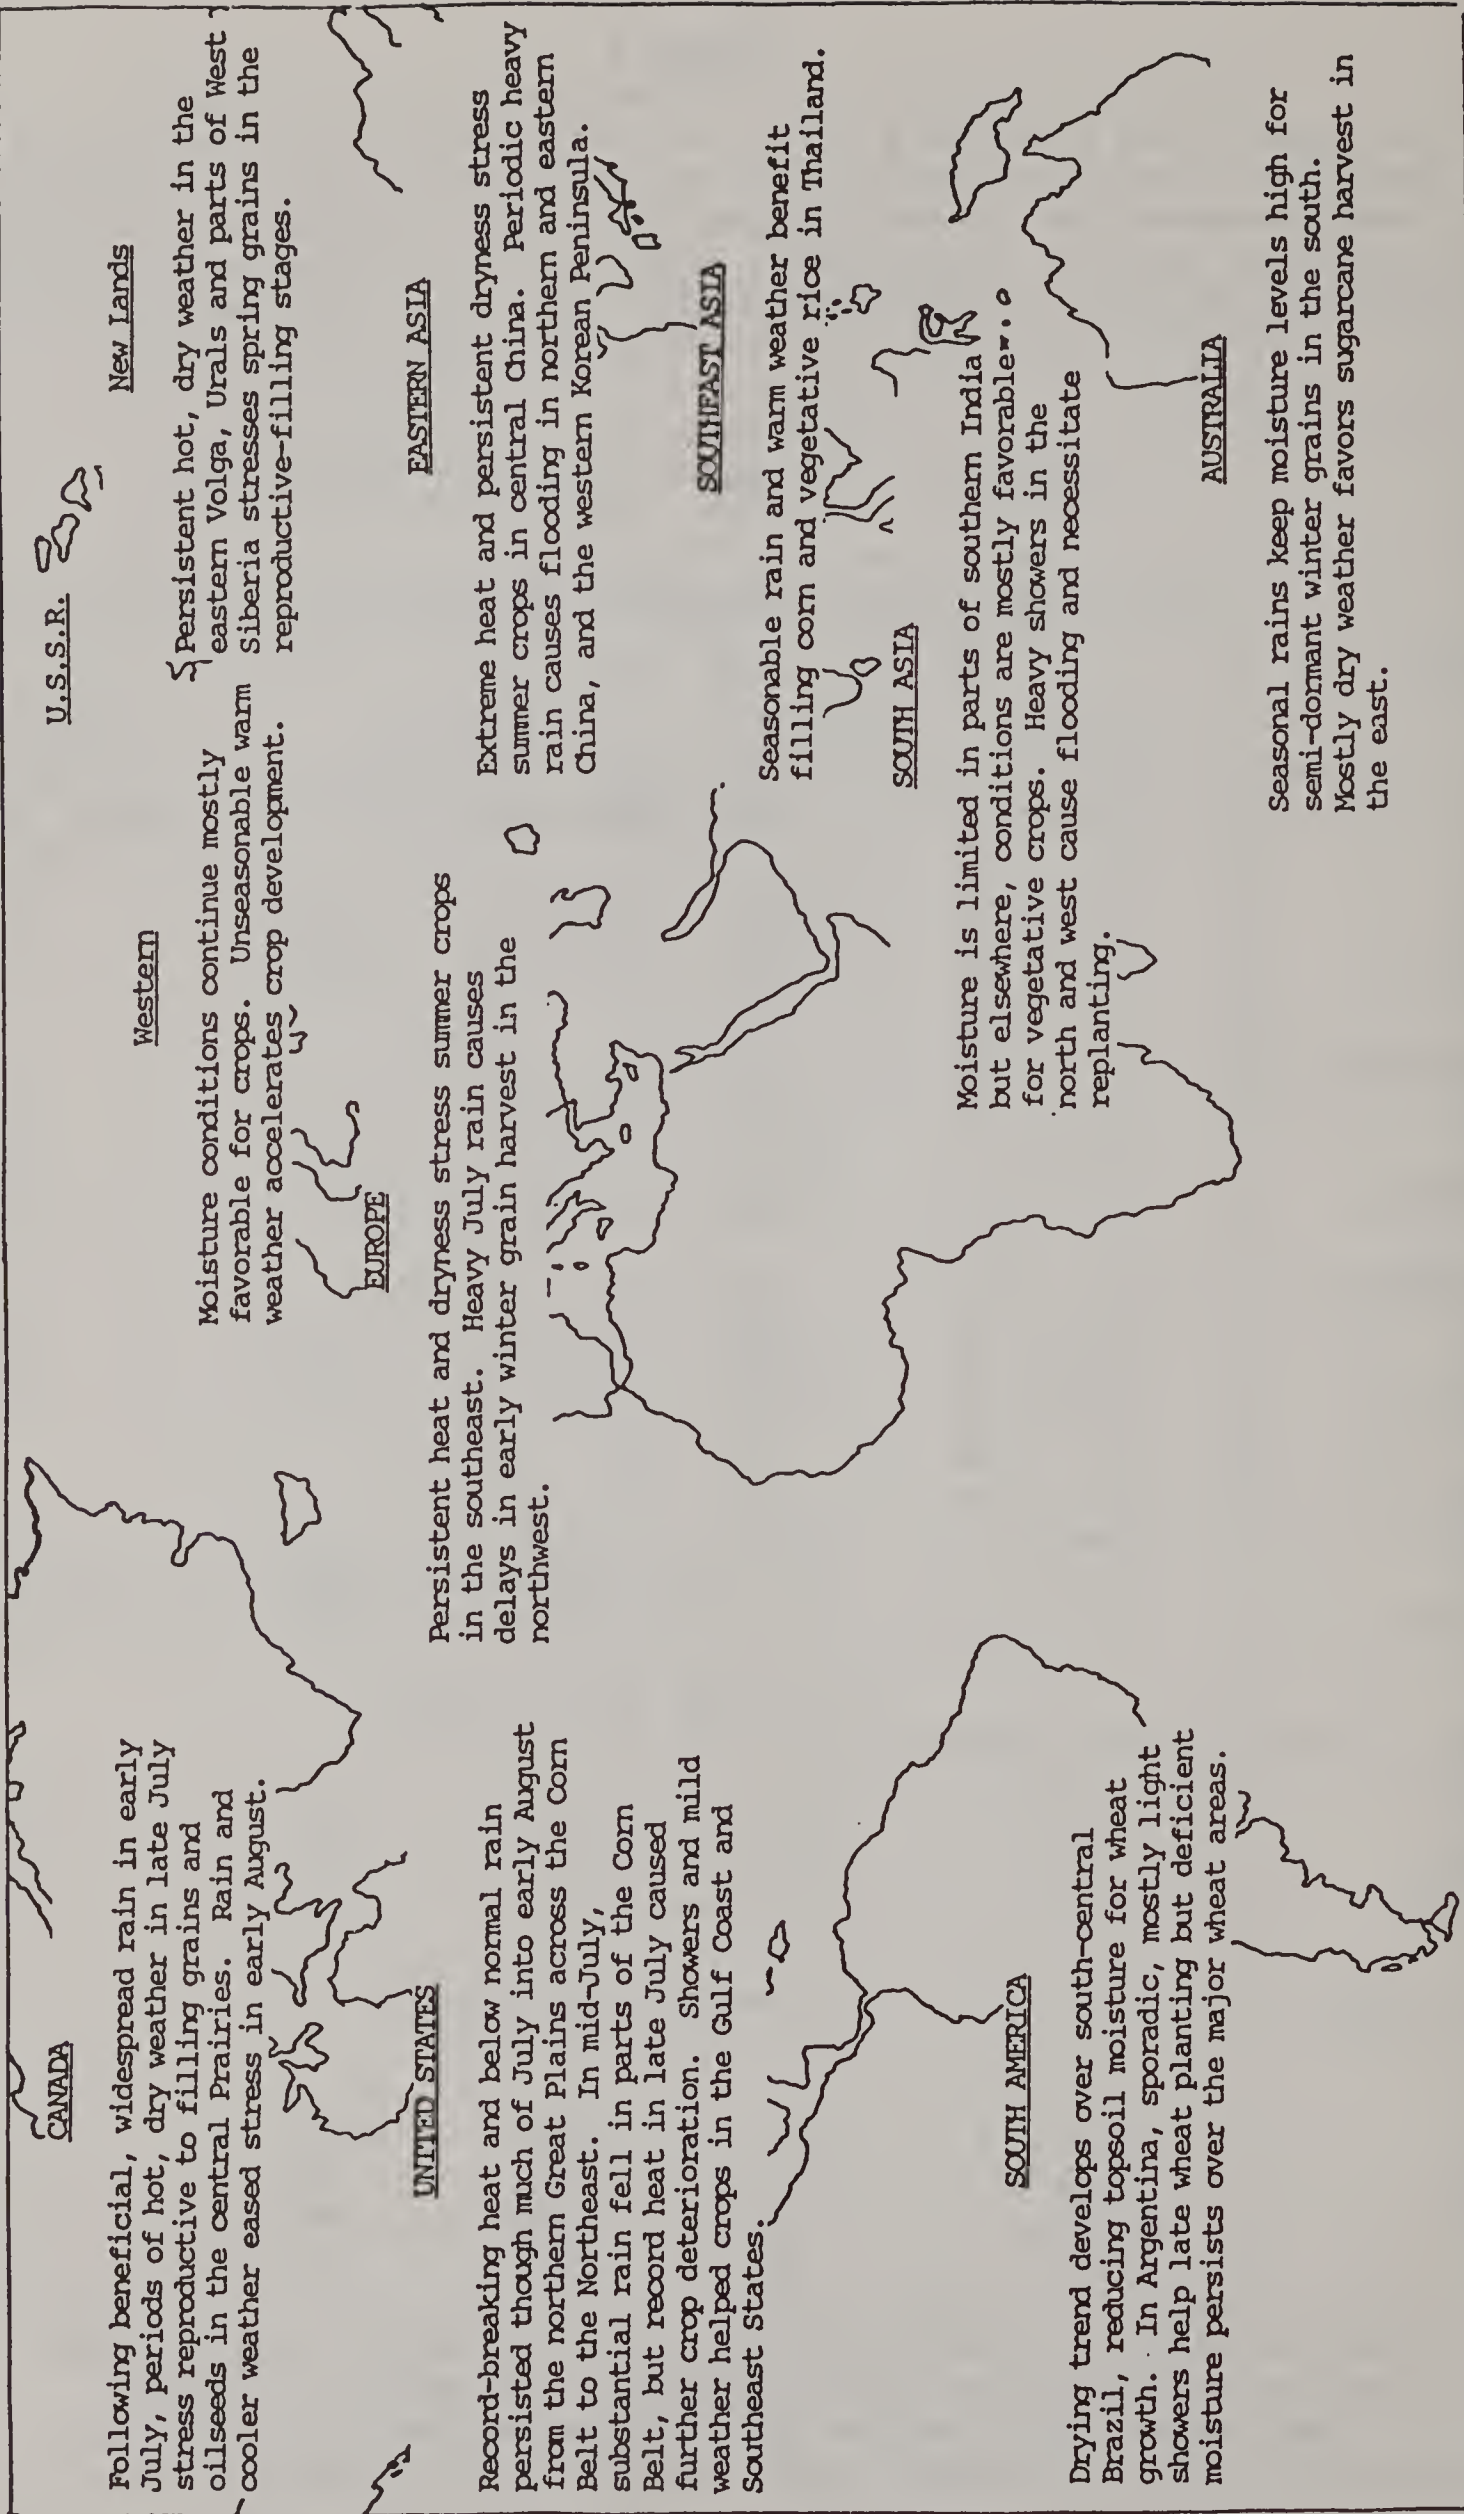 CANADA
Following beneficial, widespread rain in early
July, periods of hot, dry weather in late July
stress reproductive to filling grains and
oilseeds in the central Prairies.  Rain and
cooler weather eased stress in early August.
UNITED STATES
Record-breaking heat and below normal rain
persisted though much of July into early August
from the northern Great Plains across the Corn
Belt to the Northeast.  In mid-July,
substantial rain fell in parts of the Corn
Belt, but record heat in late July caused
further crop deterioration.  Showers and mild
weather helped crops in the Gulf Coast and
Southeast States.
SOUTH AMERICA
Drying trend develops over south-central
Brazil, reducing topsoil moisture for wheat
growth.  In Argentina, sporadic, mostly light
showers help late wheat planting but deficient
moisture persists over the major wheat areas.
U.S.S.R.
Western
Moisture conditions continue mostly
favorable for crops.  Unseasonable warm
weather accelerates crop development.
New Lands
Persistent hot, dry weather in the
eastern Volga, Urals and parts of West
Siberia stresses spring grains in the
reproductive-filling stages.
EUROPE
Persistent heat and dryness stress summer crops
in the southeast.  Heavy July rain causes
delays in early winter grain harvest in the
northwest.
EASTERN ASIA
Extreme heat and persistent dryness stress
summer crops in central China.  Periodic heavy
rain causes flooding in northern and eastern
China, and the western Korean Peninsula.
SOUTHEAST ASIA
Seasonable rain and warm weather benefit
filling corn and vegetative rice in Thailand.
SOUTH ASIA
Moisture is limited in parts of southern India
but elsewhere, conditions are mostly favorable
for vegetative crops.  Heavy showers in the
north and west cause flooding and necessitate
replanting.
AUSTRALIA
Seasonal rains keep moisture levels high for
semi-dormant winter grains in the south.
Mostly dry weather favors sugarcane harvest in
the east.